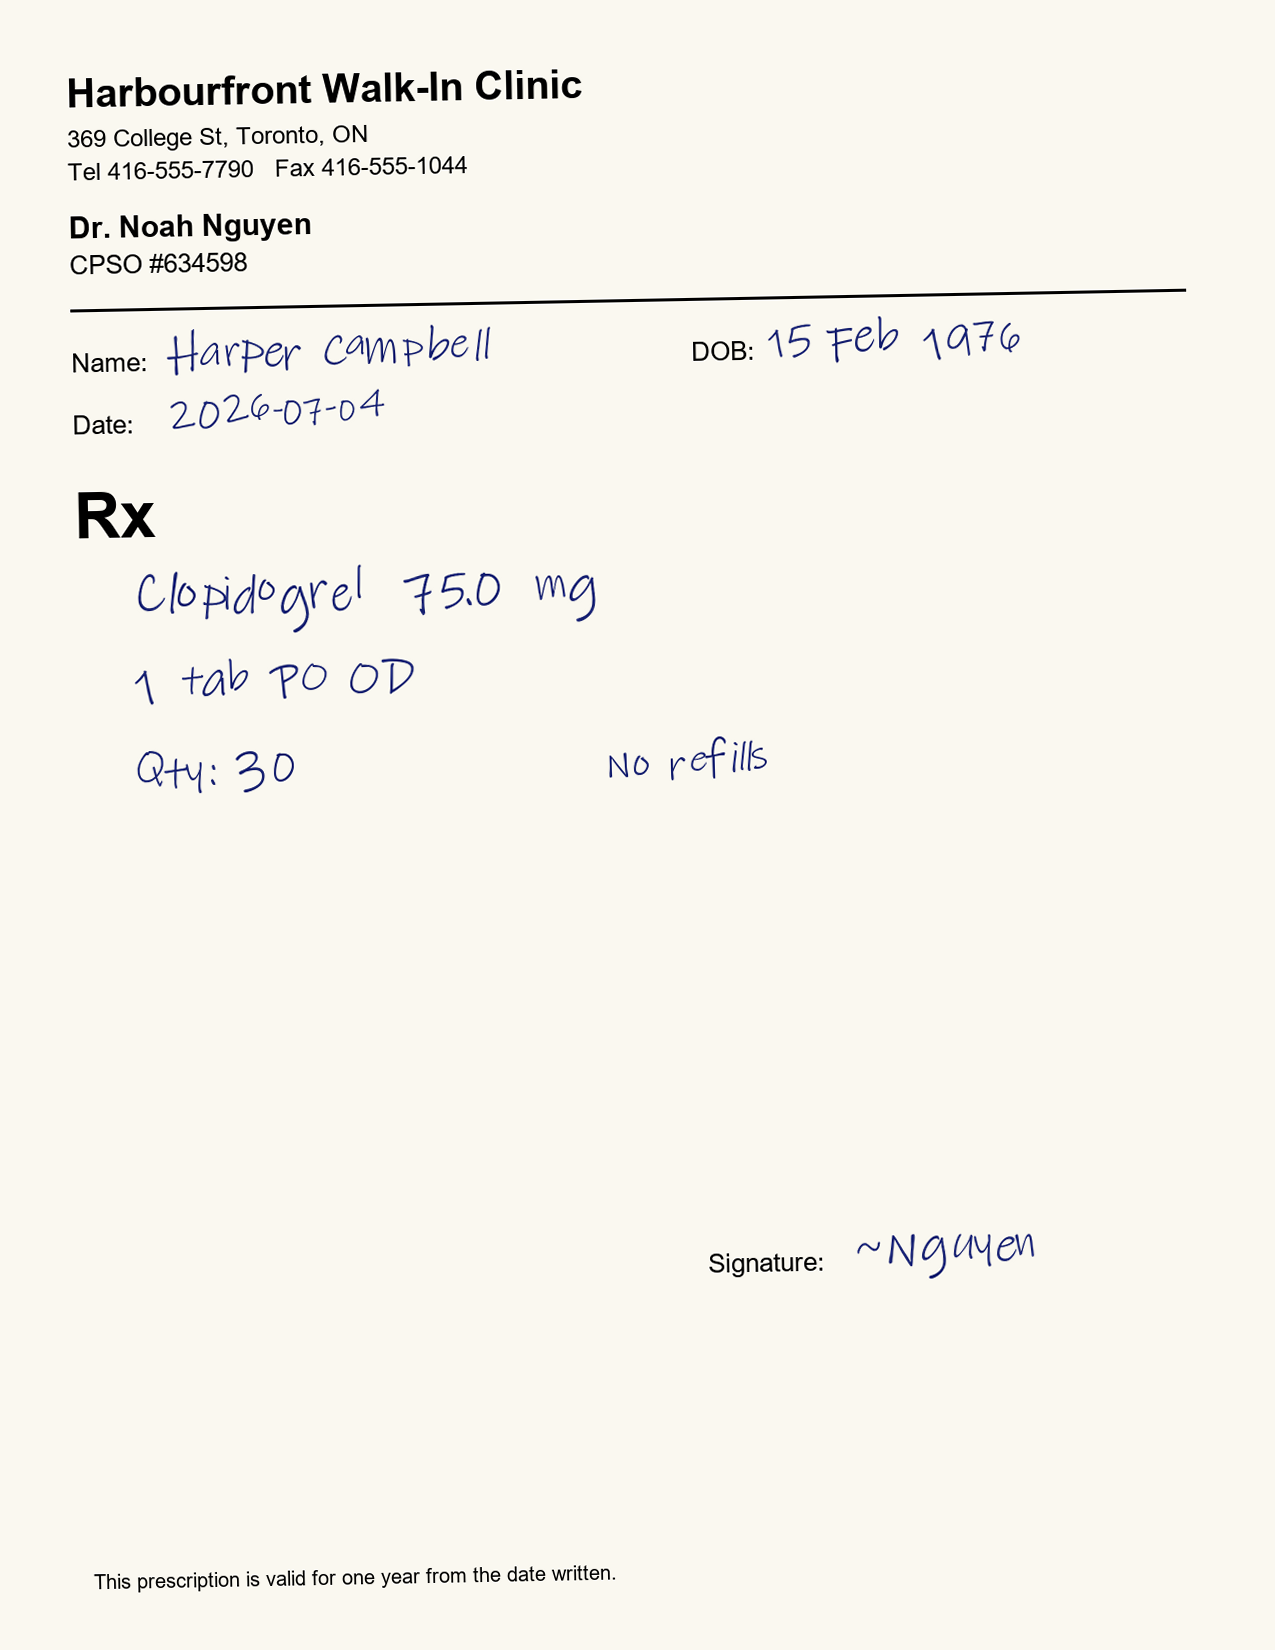 Harbourfront Walk-In Clinic
369 College St, Toronto, ON
Tel 416-555-7790 Fax 416-555-1044
Dr. Noah Nguyen
CPSO #634598
Name: Harper Campbell DOB: 15 Feb 1976
Date: 2026-07-04
Rx
Clopidogrel 75.0 mg
1 tab PO OD
Qty: 30 No refills
Signature: ~Nguyen
This prescription is valid for one year from the date written.